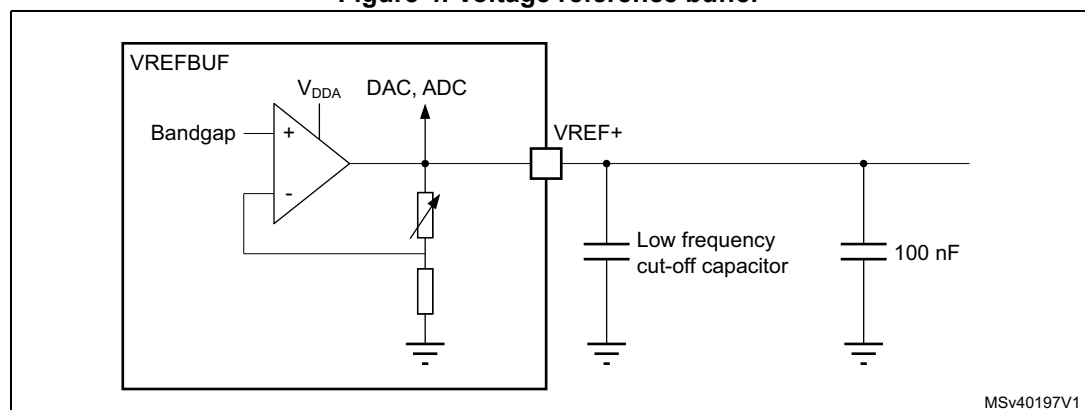 Figure 4. Voltage reference buffer
VREFBUF
VDDA
DAC, ADC
Bandgap
+
-
VREF+
Low frequency
cut-off capacitor
100 nF
MSv40197V1